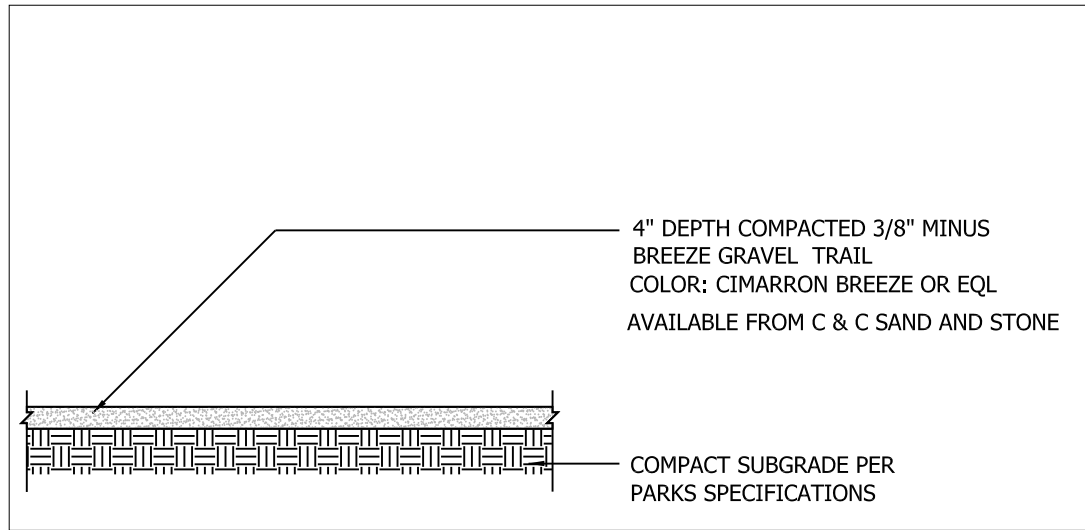 4" DEPTH COMPACTED 3/8" MINUS
BREEZE GRAVEL TRAIL
COLOR: CIMARRON BREEZE OR EQL
AVAILABLE FROM C & C SAND AND STONE
COMPACT SUBGRADE PER
PARKS SPECIFICATIONS